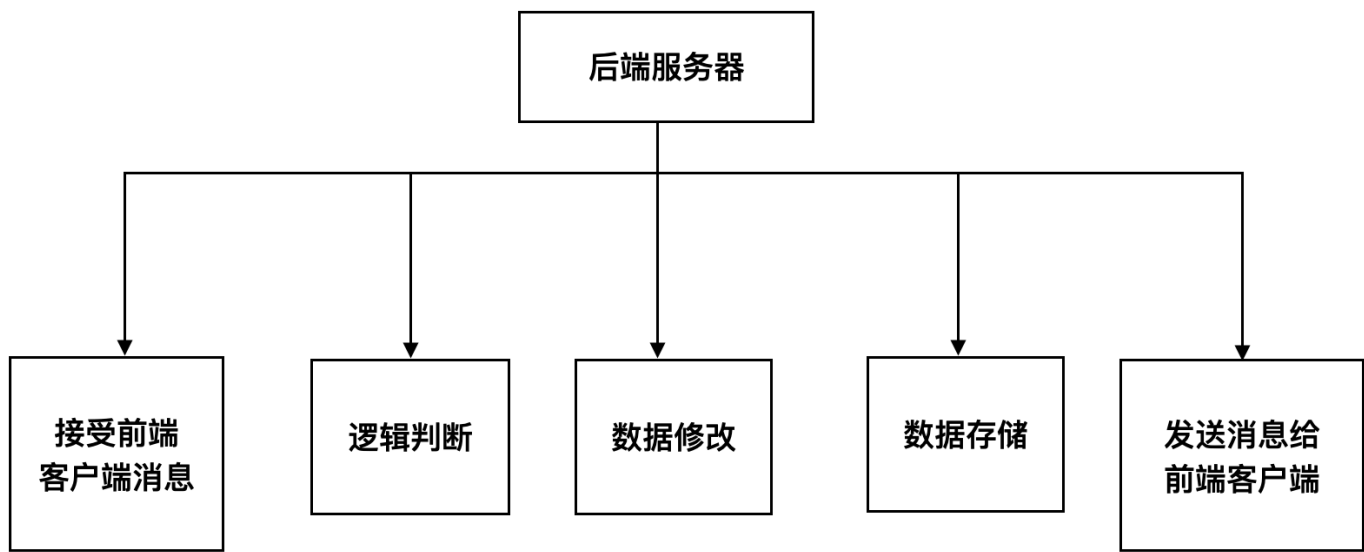 后端服务器
接受前端
客户端消息
逻辑判断
数据修改
数据存储
发送消息给
前端客户端